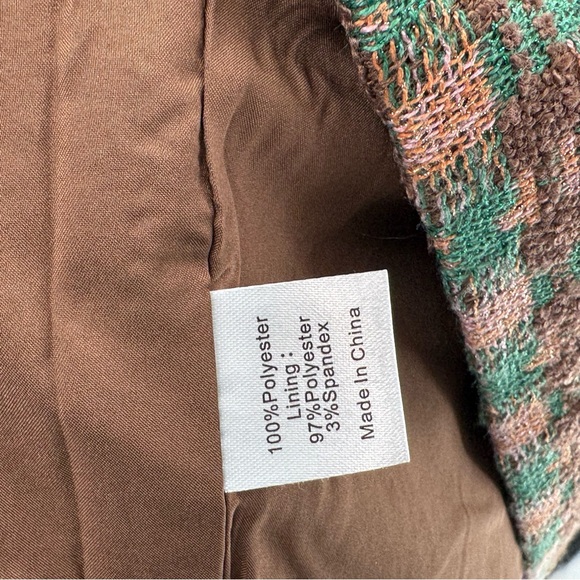 100%Polyester
Lining :
97%Polyester
3%Spandex
Made In China